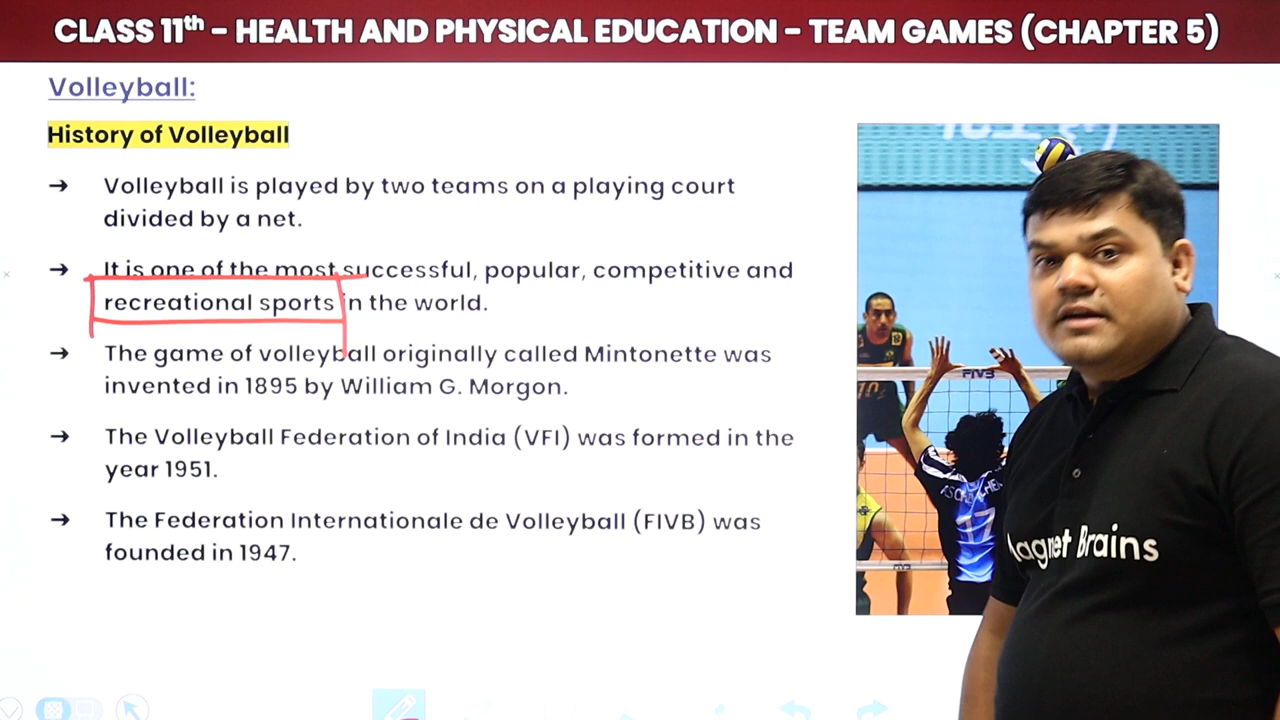 CLASS 11th – HEALTH AND PHYSICAL EDUCATION – TEAM GAMES (CHAPTER 5)
Volleyball:
History of Volleyball
→ Volleyball is played by two teams on a playing court
divided by a net.
→ It is one of the most successful, popular, competitive and
recreational sports in the world.
→ The game of volleyball originally called Mintonette was
invented in 1895 by William G. Morgon.
→ The Volleyball Federation of India (VFI) was formed in the
year 1951.
→ The Federation Internationale de Volleyball (FIVB) was
founded in 1947.
FIVB
10
17
FIVB
Magnet Brains